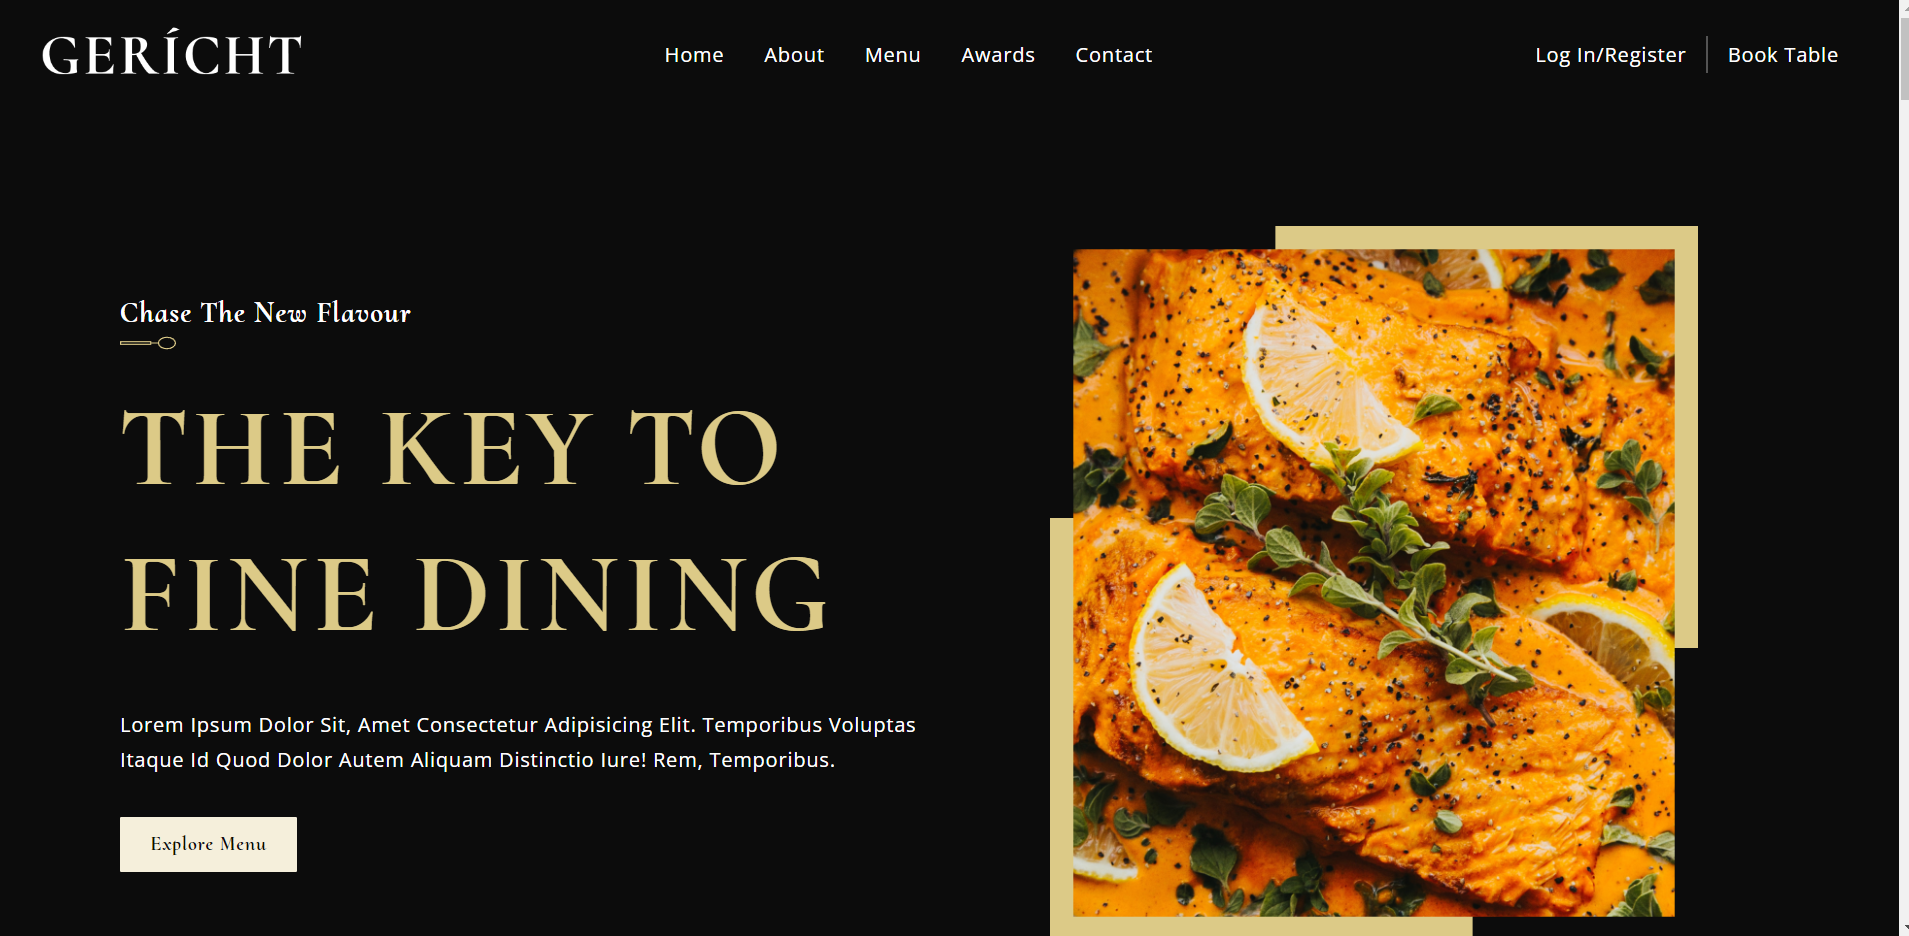 GERÍCHT
Home About Menu Awards Contact
Log In/Register Book Table
Chase The New Flavour
THE KEY TO
FINE DINING
Lorem Ipsum Dolor Sit, Amet Consectetur Adipisicing Elit. Temporibus Voluptas
Itaque Id Quod Dolor Autem Aliquam Distinctio Iure! Rem, Temporibus.
Explore Menu